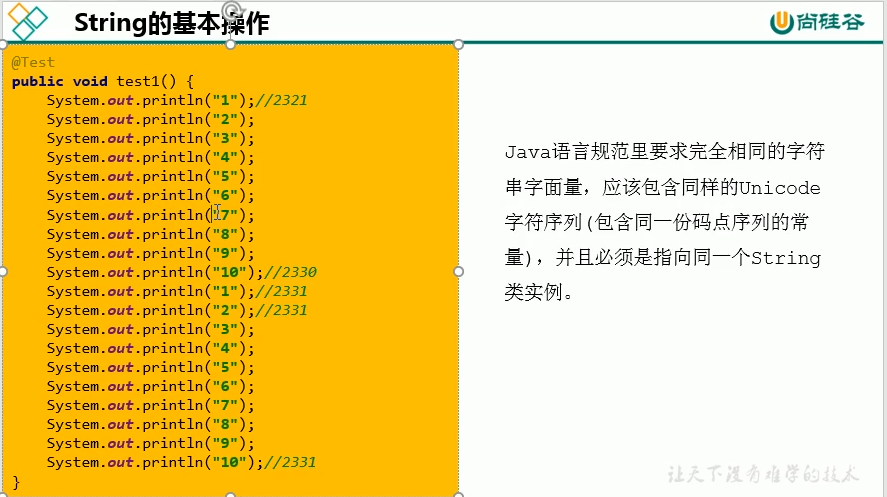 String的基本操作
尚硅谷
@Test
public void test1() {
    System.out.println("1");//2321
    System.out.println("2");
    System.out.println("3");
    System.out.println("4");
    System.out.println("5");
    System.out.println("6");
    System.out.println("7");
    System.out.println("8");
    System.out.println("9");
    System.out.println("10");//2330
    System.out.println("1");//2331
    System.out.println("2");//2331
    System.out.println("3");
    System.out.println("4");
    System.out.println("5");
    System.out.println("6");
    System.out.println("7");
    System.out.println("8");
    System.out.println("9");
    System.out.println("10");//2331
}
Java语言规范里要求完全相同的字符
串字面量，应该包含同样的Unicode
字符序列(包含同一份码点序列的常
量)，并且必须是指向同一个String
类实例。
让天下没有难学的技术